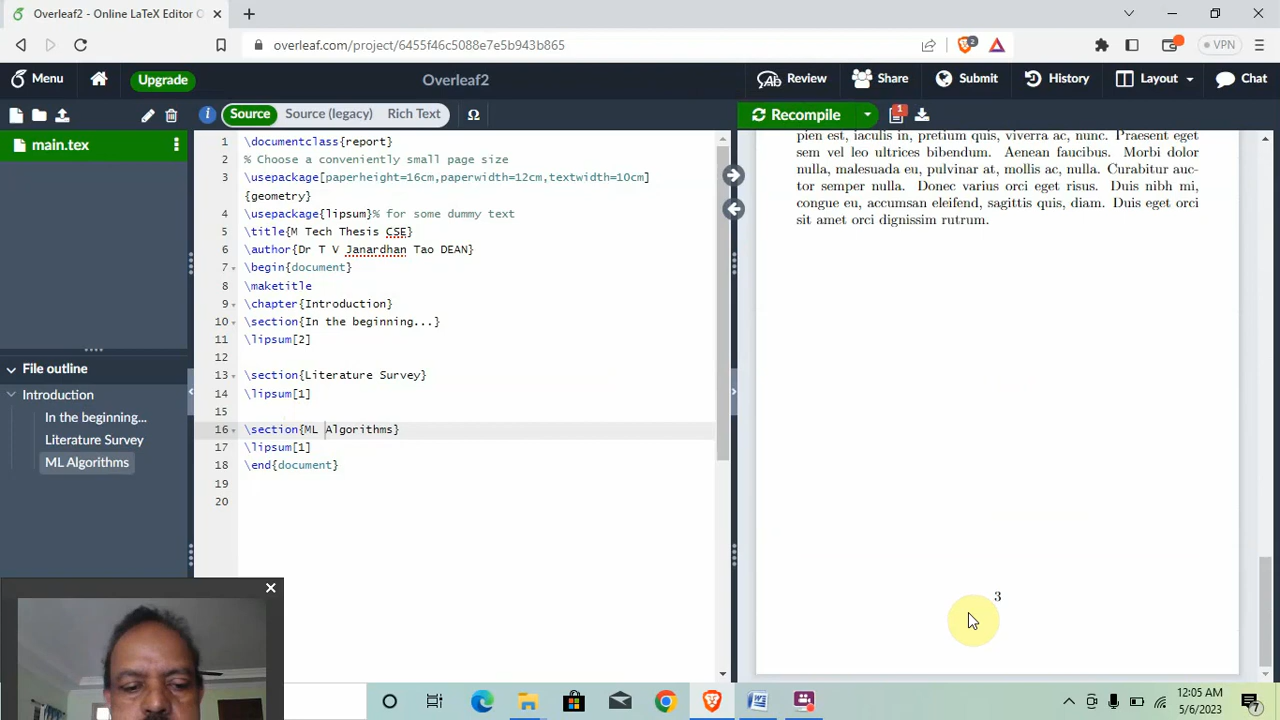 Overleaf2 - Online LaTeX Editor O
overleaf.com/project/6455f46c5088e7e5b943b865
2
VPN
Menu
Upgrade
Overleaf2
Review
Share
Submit
History
Layout
Chat
Source
Source (legacy)
Rich Text
Ω
Recompile
1
main.tex
1 \documentclass{report}
2 % Choose a conveniently small page size
3 \usepackage[paperheight=16cm,paperwidth=12cm,textwidth=10cm]
{geometry}
4 \usepackage{lipsum}% for some dummy text
5 \title{M Tech Thesis CSE}
6 \author{Dr T V Janardhan Tao DEAN}
7 \begin{document}
8 \maketitle
9 \chapter{Introduction}
10 \section{In the beginning...}
11 \lipsum[2]
12
13 \section{Literature Survey}
14 \lipsum[1]
15
16 \section{ML Algorithms}
17 \lipsum[1]
18 \end{document}
19
20
File outline
Introduction
In the beginning...
Literature Survey
ML Algorithms
pien est, iaculis in, pretium quis, viverra ac, nunc. Praesent eget
sem vel leo ultrices bibendum. Aenean faucibus. Morbi dolor
nulla, malesuada eu, pulvinar at, mollis ac, nulla. Curabitur auc-
tor semper nulla. Donec varius orci eget risus. Duis nibh mi,
congue eu, accumsan eleifend, sagittis quis, diam. Duis eget orci
sit amet orci dignissim rutrum.
3
12:05 AM
5/6/2023
7